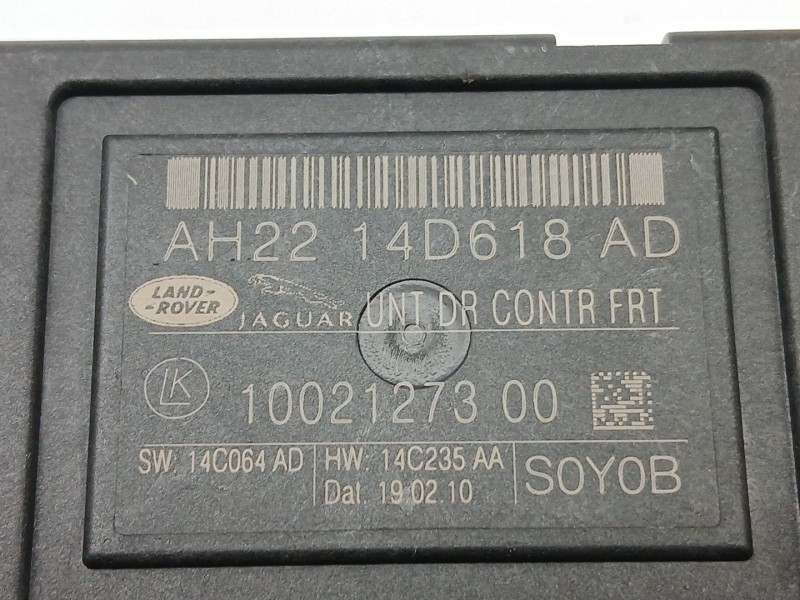 AH22 14D618 AD
LAND-
-ROVER
JAGUAR UNT DR CONTR FRT
LK 10021273 00
SW: 14C064 AD HW: 14C235 AA
Dat. 19 02 10
SOYOB